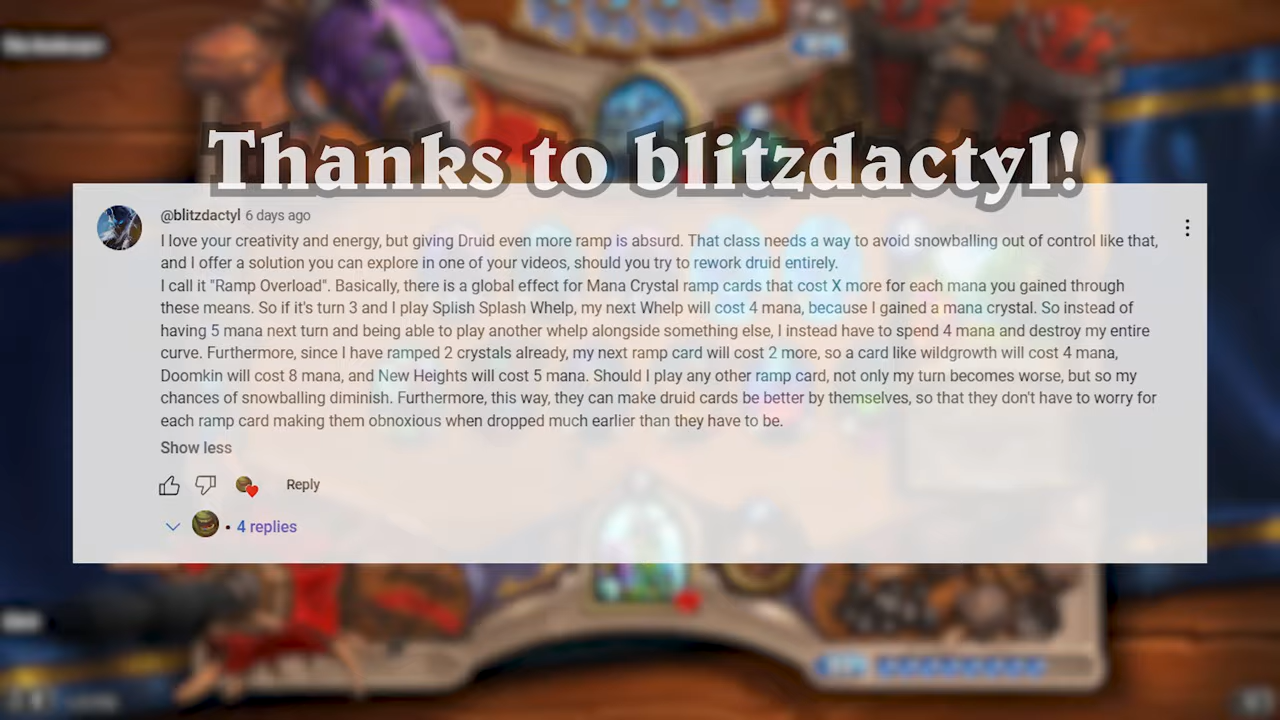 Thanks to blitzdactyl!
@blitzdactyl 6 days ago
I love your creativity and energy, but giving Druid even more ramp is absurd. That class needs a way to avoid snowballing out of control like that,
and I offer a solution you can explore in one of your videos, should you try to rework druid entirely.
I call it "Ramp Overload". Basically, there is a global effect for Mana Crystal ramp cards that cost X more for each mana you gained through
these means. So if it's turn 3 and I play Splish Splash Whelp, my next Whelp will cost 4 mana, because I gained a mana crystal. So instead of
having 5 mana next turn and being able to play another whelp alongside something else, I instead have to spend 4 mana and destroy my entire
curve. Furthermore, since I have ramped 2 crystals already, my next ramp card will cost 2 more, so a card like wildgrowth will cost 4 mana,
Doomkin will cost 8 mana, and New Heights will cost 5 mana. Should I play any other ramp card, not only my turn becomes worse, but so my
chances of snowballing diminish. Furthermore, this way, they can make druid cards be better by themselves, so that they don't have to worry for
each ramp card making them obnoxious when dropped much earlier than they have to be.
Show less
Reply
• 4 replies